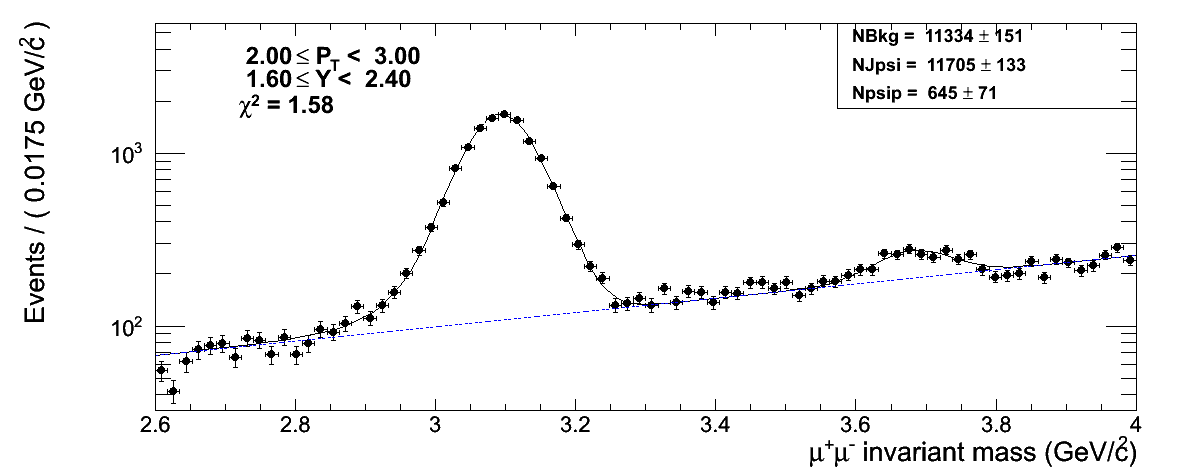 Events / ( 0.0175 GeV/c²)
2.00 ≤ P_T < 3.00
1.60 ≤ Y < 2.40
χ² = 1.58
NBkg = 11334 ± 151
NJpsi = 11705 ± 133
Npsip = 645 ± 71
10³
10²
2.6 2.8 3 3.2 3.4 3.6 3.8 4
μ⁺μ⁻ invariant mass (GeV/c²)